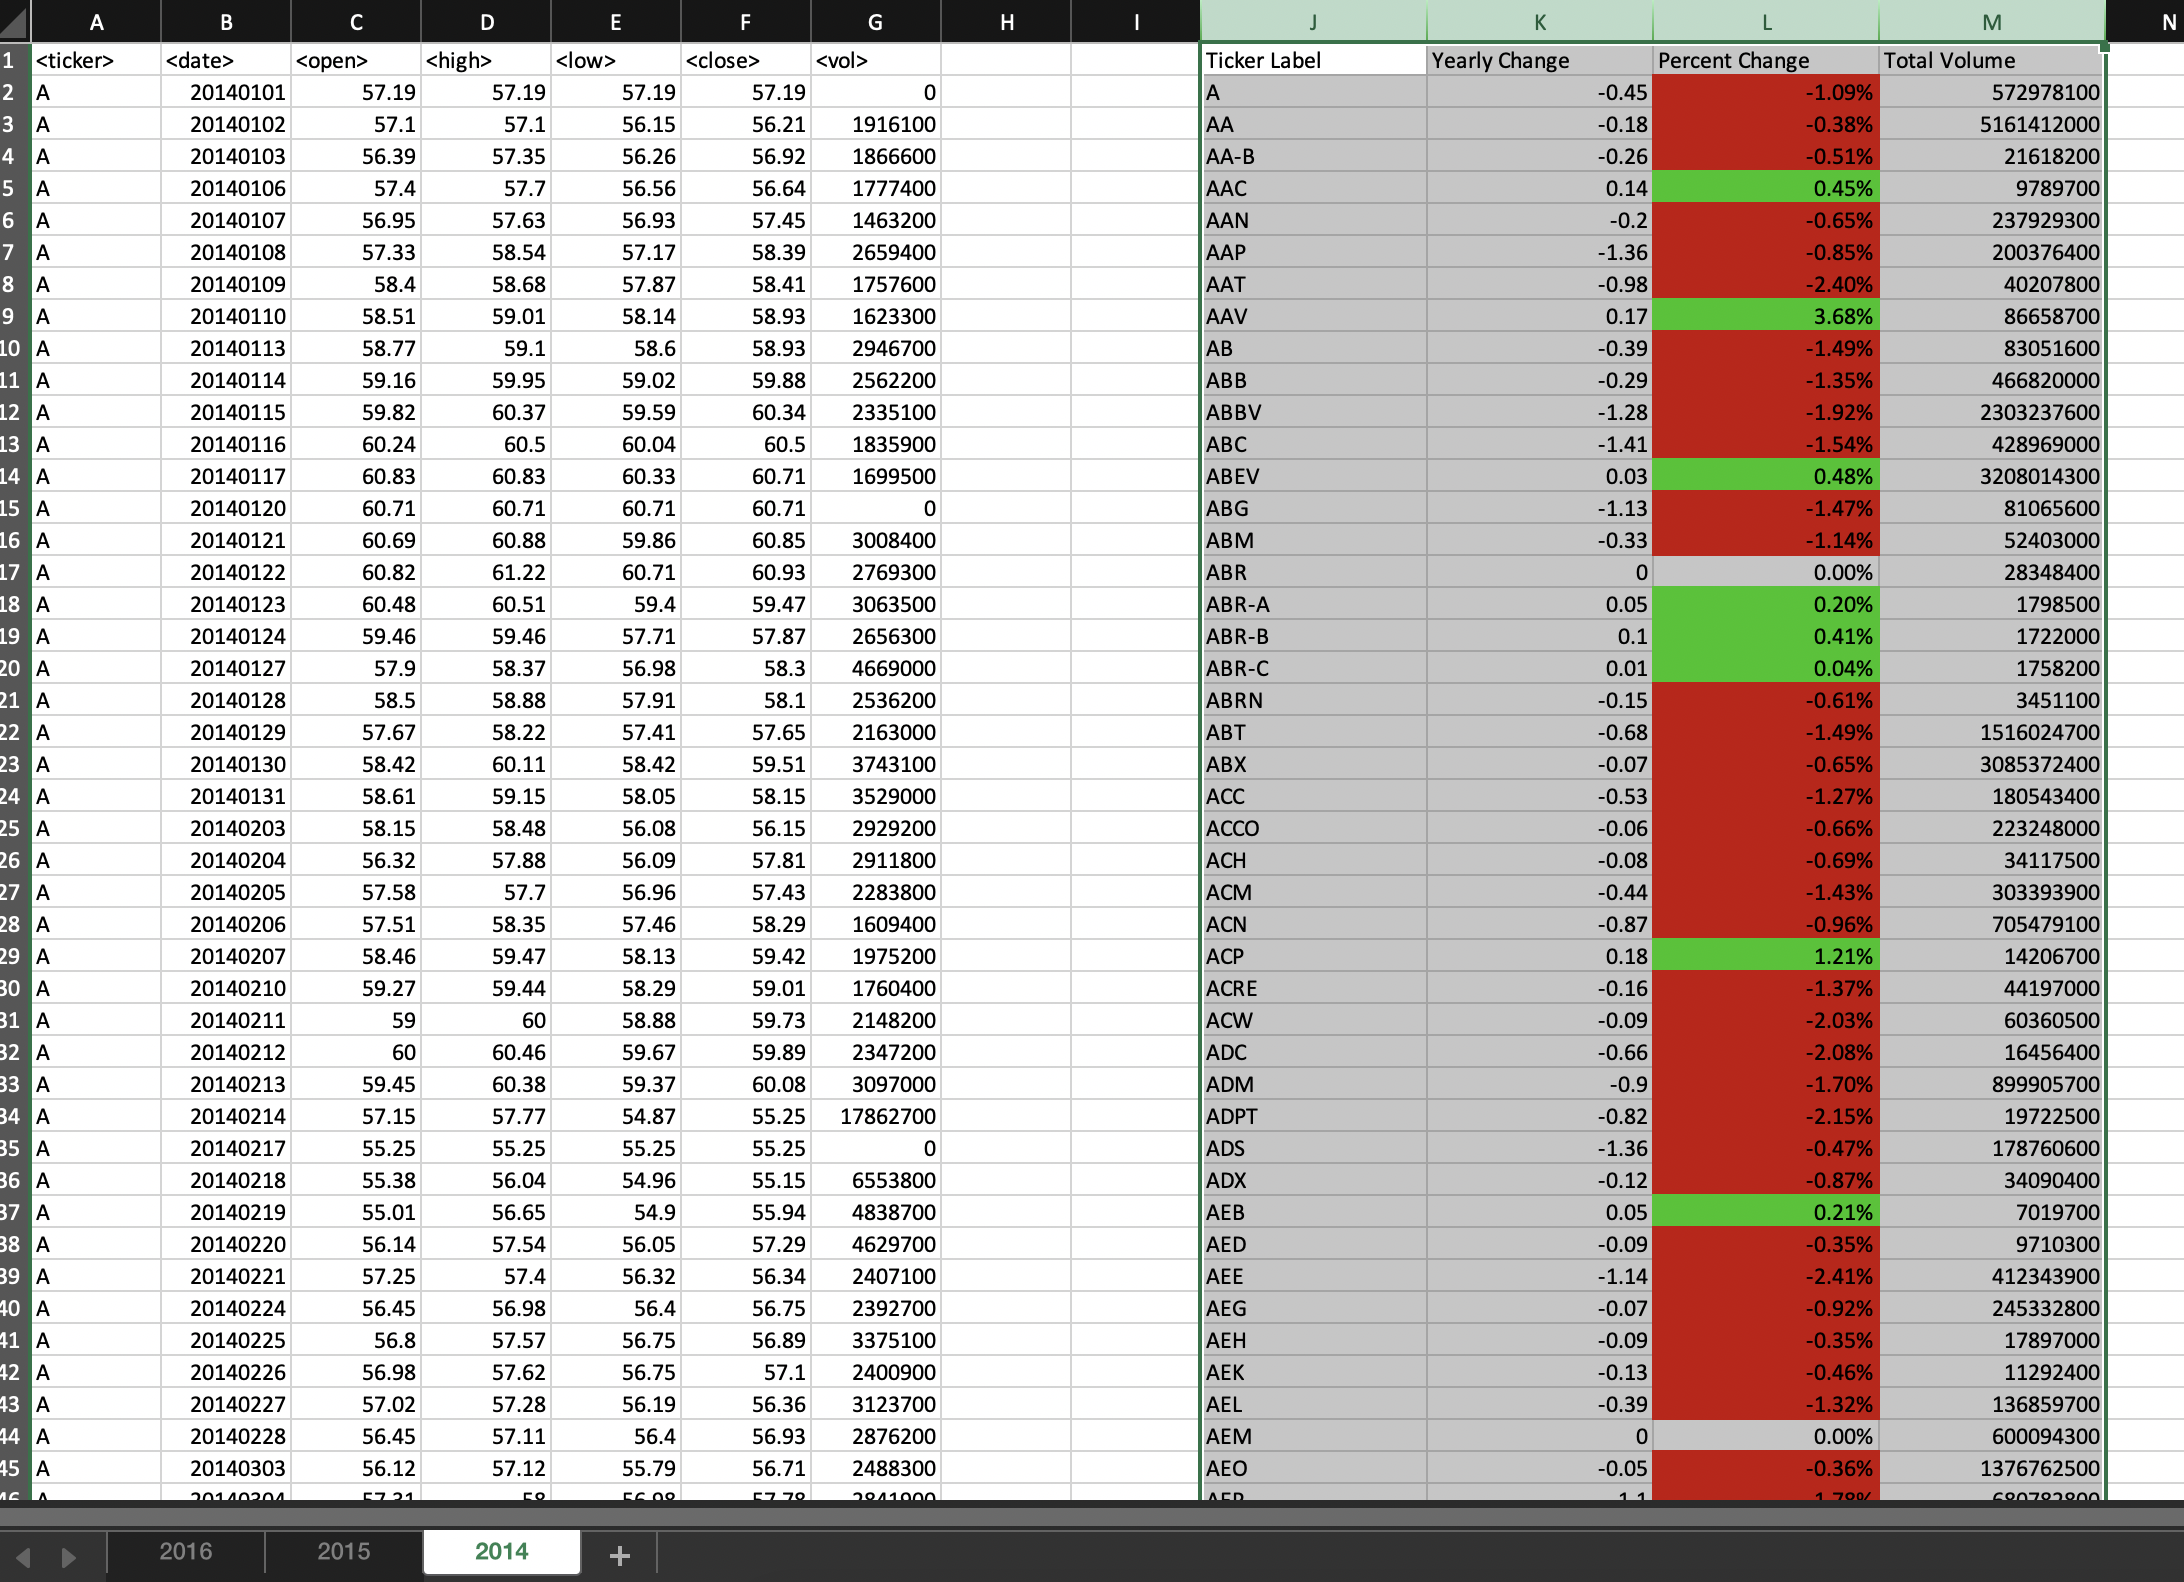 A B C D E F G H I J K L M N
1 <ticker> <date> <open> <high> <low> <close> <vol> Ticker Label Yearly Change Percent Change Total Volume
2 A 20140101 57.19 57.19 57.19 57.19 0 A -0.45 -1.09% 572978100
3 A 20140102 57.1 57.1 56.15 56.21 1916100 AA -0.18 -0.38% 5161412000
4 A 20140103 56.39 57.35 56.26 56.92 1866600 AA-B -0.26 -0.51% 21618200
5 A 20140106 57.4 57.7 56.56 56.64 1777400 AAC 0.14 0.45% 9789700
6 A 20140107 56.95 57.63 56.93 57.45 1463200 AAN -0.2 -0.65% 237929300
7 A 20140108 57.33 58.54 57.17 58.39 2659400 AAP -1.36 -0.85% 200376400
8 A 20140109 58.4 58.68 57.87 58.41 1757600 AAT -0.98 -2.40% 40207800
9 A 20140110 58.51 59.01 58.14 58.93 1623300 AAV 0.17 3.68% 86658700
10 A 20140113 58.77 59.1 58.6 58.93 2946700 AB -0.39 -1.49% 83051600
11 A 20140114 59.16 59.95 59.02 59.88 2562200 ABB -0.29 -1.35% 466820000
12 A 20140115 59.82 60.37 59.59 60.34 2335100 ABBV -1.28 -1.92% 2303237600
13 A 20140116 60.24 60.5 60.04 60.5 1835900 ABC -1.41 -1.54% 428969000
14 A 20140117 60.83 60.83 60.33 60.71 1699500 ABEV 0.03 0.48% 3208014300
15 A 20140120 60.71 60.71 60.71 60.71 0 ABG -1.13 -1.47% 81065600
16 A 20140121 60.69 60.88 59.86 60.85 3008400 ABM -0.33 -1.14% 52403000
17 A 20140122 60.82 61.22 60.71 60.93 2769300 ABR 0 0.00% 28348400
18 A 20140123 60.48 60.51 59.4 59.47 3063500 ABR-A 0.05 0.20% 1798500
19 A 20140124 59.46 59.46 57.71 57.87 2656300 ABR-B 0.1 0.41% 1722000
20 A 20140127 57.9 58.37 56.98 58.3 4669000 ABR-C 0.01 0.04% 1758200
21 A 20140128 58.5 58.88 57.91 58.1 2536200 ABRN -0.15 -0.61% 3451100
22 A 20140129 57.67 58.22 57.41 57.65 2163000 ABT -0.68 -1.49% 1516024700
23 A 20140130 58.42 60.11 58.42 59.51 3743100 ABX -0.07 -0.65% 3085372400
24 A 20140131 58.61 59.15 58.05 58.15 3529000 ACC -0.53 -1.27% 180543400
25 A 20140203 58.15 58.48 56.08 56.15 2929200 ACCO -0.06 -0.66% 223248000
26 A 20140204 56.32 57.88 56.09 57.81 2911800 ACH -0.08 -0.69% 34117500
27 A 20140205 57.58 57.7 56.96 57.43 2283800 ACM -0.44 -1.43% 303393900
28 A 20140206 57.51 58.35 57.46 58.29 1609400 ACN -0.87 -0.96% 705479100
29 A 20140207 58.46 59.47 58.13 59.42 1975200 ACP 0.18 1.21% 14206700
30 A 20140210 59.27 59.44 58.29 59.01 1760400 ACRE -0.16 -1.37% 44197000
31 A 20140211 59 60 58.88 59.73 2148200 ACW -0.09 -2.03% 60360500
32 A 20140212 60 60.46 59.67 59.89 2347200 ADC -0.66 -2.08% 16456400
33 A 20140213 59.45 60.38 59.37 60.08 3097000 ADM -0.9 -1.70% 899905700
34 A 20140214 57.15 57.77 54.87 55.25 17862700 ADPT -0.82 -2.15% 19722500
35 A 20140217 55.25 55.25 55.25 55.25 0 ADS -1.36 -0.47% 178760600
36 A 20140218 55.38 56.04 54.96 55.15 6553800 ADX -0.12 -0.87% 34090400
37 A 20140219 55.01 56.65 54.9 55.94 4838700 AEB 0.05 0.21% 7019700
38 A 20140220 56.14 57.54 56.05 57.29 4629700 AED -0.09 -0.35% 9710300
39 A 20140221 57.25 57.4 56.32 56.34 2407100 AEE -1.14 -2.41% 412343900
40 A 20140224 56.45 56.98 56.4 56.75 2392700 AEG -0.07 -0.92% 245332800
41 A 20140225 56.8 57.57 56.75 56.89 3375100 AEH -0.09 -0.35% 17897000
42 A 20140226 56.98 57.62 56.75 57.1 2400900 AEK -0.13 -0.46% 11292400
43 A 20140227 57.02 57.28 56.19 56.36 3123700 AEL -0.39 -1.32% 136859700
44 A 20140228 56.45 57.11 56.4 56.93 2876200 AEM 0 0.00% 600094300
45 A 20140303 56.12 57.12 55.79 56.71 2488300 AEO -0.05 -0.36% 1376762500
46 A 20140304 57.31 58 56.98 57.78
2016 2015 2014 +